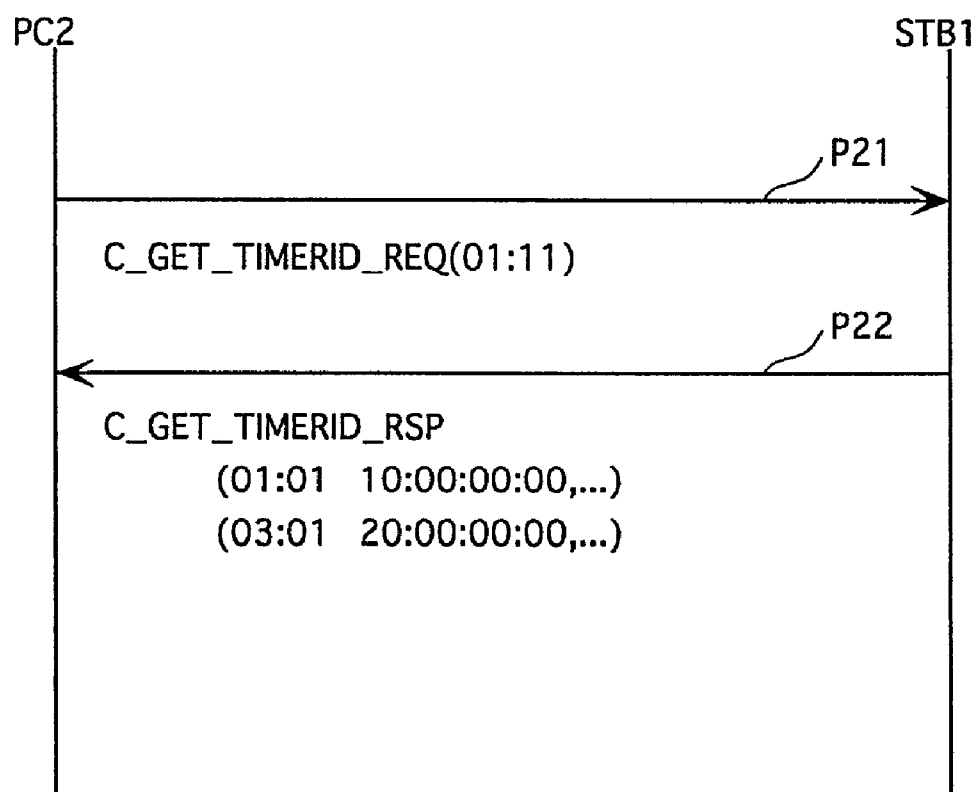 PC2
STB1
P21
C_GET_TIMERID_REQ(01:11)
P22
C_GET_TIMERID_RSP
(01:01 10:00:00:00,...)
(03:01 20:00:00:00,...)